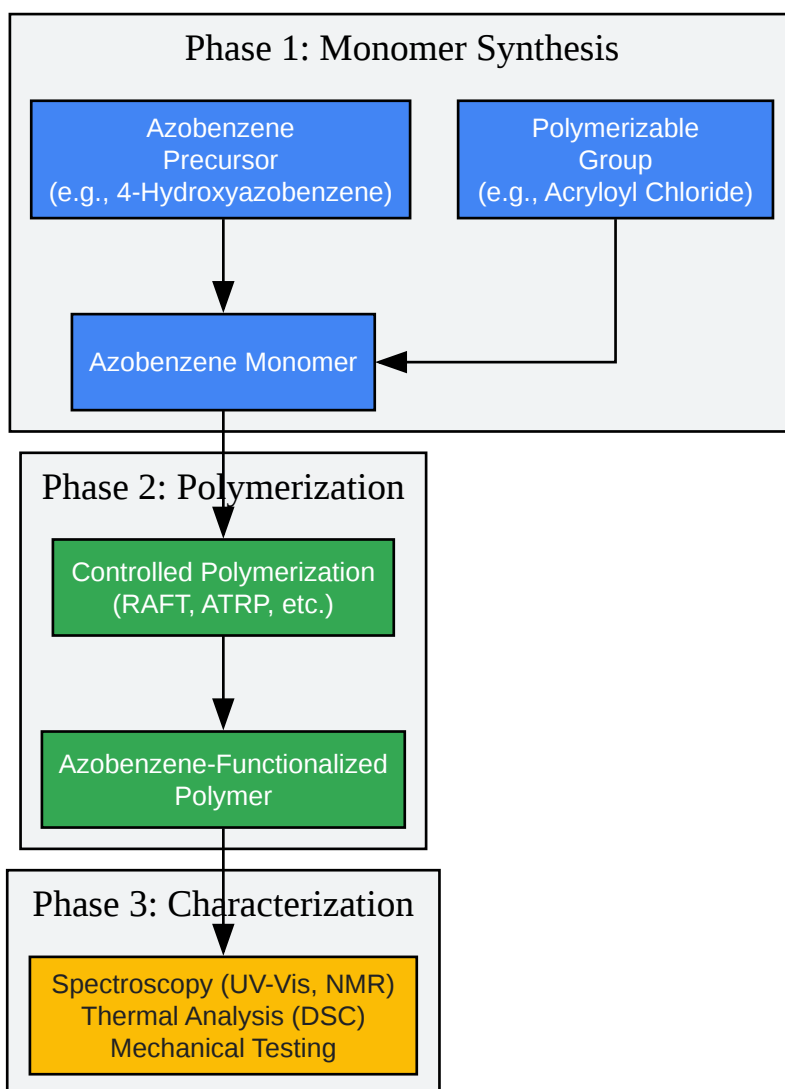 Phase 1: Monomer Synthesis
Azobenzene
Precursor
(e.g., 4-Hydroxyazobenzene)
Polymerizable
Group
(e.g., Acryloyl Chloride)
Azobenzene Monomer
Phase 2: Polymerization
Controlled Polymerization
(RAFT, ATRP, etc.)
Azobenzene-Functionalized
Polymer
Phase 3: Characterization
Spectroscopy (UV-Vis, NMR)
Thermal Analysis (DSC)
Mechanical Testing